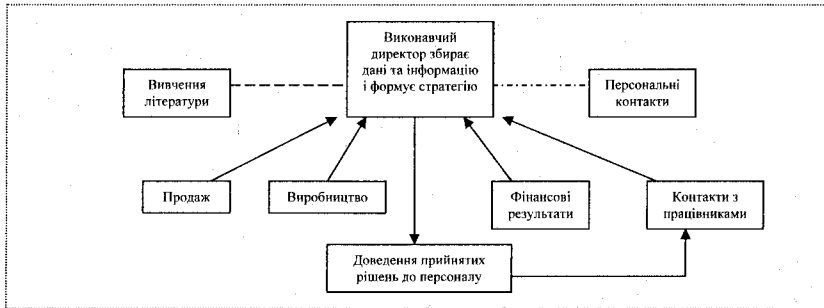 Виконавчий
директор збирає
дані та інформацію
і формує стратегію
Вивчення
літератури
Персональні
контакти
Продаж
Виробництво
Фінансові
результати
Контакти з
працівниками
Доведення прийнятих
рішень до персоналу